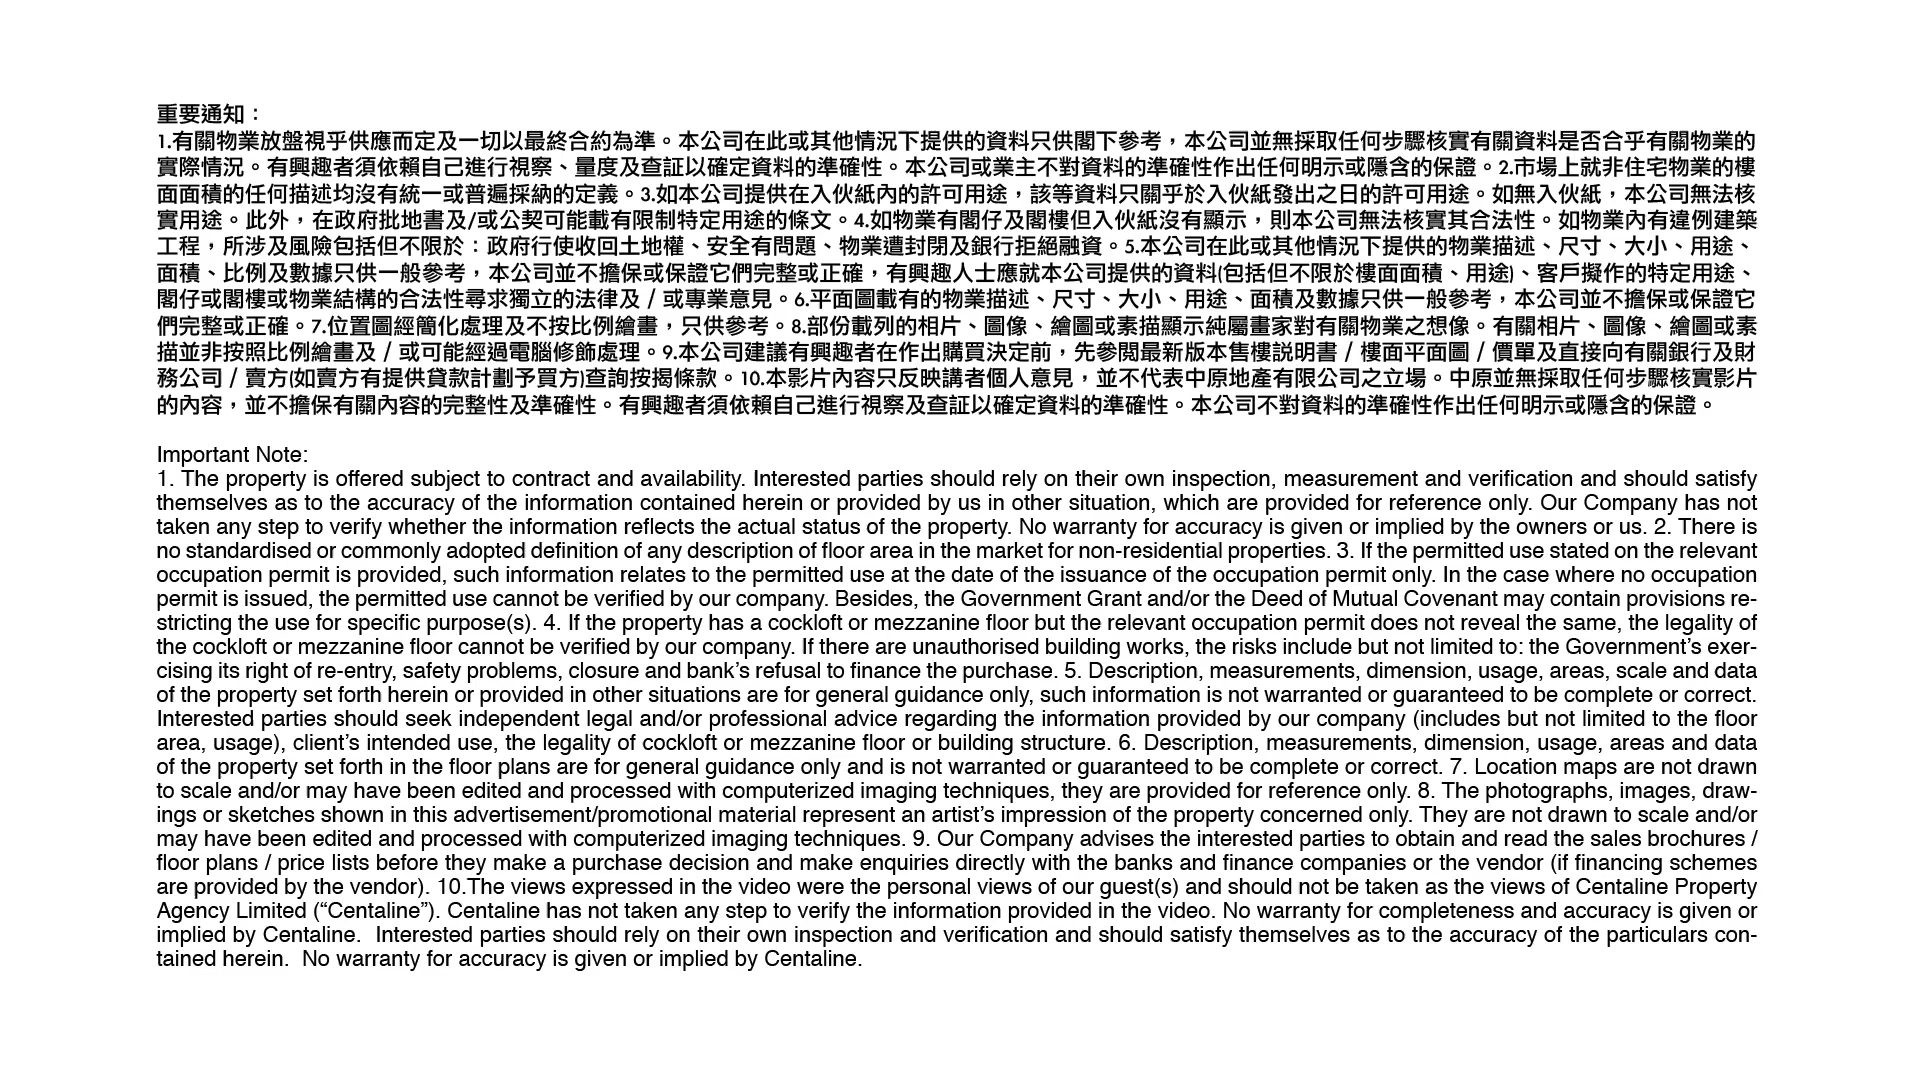 重要通知：
1.有關物業放盤視乎供應而定及一切以最終合約為準。本公司在此或其他情況下提供的資料只供閣下參考，本公司並無採取任何步驟核實有關資料是否合乎有關物業的
實際情況。有興趣者須依賴自己進行視察、量度及查証以確定資料的準確性。本公司或業主不對資料的準確性作出任何明示或隱含的保證。2.市場上就非住宅物業的樓
面面積的任何描述均沒有統一或普遍採納的定義。3.如本公司提供在入伙紙內的許可用途，該等資料只關乎於入伙紙發出之日的許可用途。如無入伙紙，本公司無法核
實用途。此外，在政府批地書及/或公契可能載有限制特定用途的條文。4.如物業有閣仔及閣樓但入伙紙沒有顯示，則本公司無法核實其合法性。如物業內有違例建築
工程，所涉及風險包括但不限於：政府行使收回土地權、安全有問題、物業遭封閉及銀行拒絕融資。5.本公司在此或其他情況下提供的物業描述、尺寸、大小、用途、
面積、比例及數據只供一般參考，本公司並不擔保或保證它們完整或正確，有興趣人士應就本公司提供的資料(包括但不限於樓面面積、用途)、客戶擬作的特定用途、
閣仔或閣樓或物業結構的合法性尋求獨立的法律及 / 或專業意見。6.平面圖載有的物業描述、尺寸、大小、用途、面積及數據只供一般參考，本公司並不擔保或保證它
們完整或正確。7.位置圖經簡化處理及不按比例繪畫，只供參考。8.部份載列的相片、圖像、繪圖或素描顯示純屬畫家對有關物業之想像。有關相片、圖像、繪圖或素
描並非按照比例繪畫及 / 或可能經過電腦修飾處理。9.本公司建議有興趣者在作出購買決定前，先參閱最新版本售樓説明書 / 樓面平面圖 / 價單及直接向有關銀行及財
務公司 / 賣方(如賣方有提供貸款計劃予買方)查詢按揭條款。10.本影片內容只反映講者個人意見，並不代表中原地產有限公司之立場。中原並無採取任何步驟核實影片
的內容，並不擔保有關內容的完整性及準確性。有興趣者須依賴自己進行視察及查証以確定資料的準確性。本公司不對資料的準確性作出任何明示或隱含的保證。
Important Note:
1. The property is offered subject to contract and availability. Interested parties should rely on their own inspection, measurement and verification and should satisfy
themselves as to the accuracy of the information contained herein or provided by us in other situation, which are provided for reference only. Our Company has not
taken any step to verify whether the information reflects the actual status of the property. No warranty for accuracy is given or implied by the owners or us. 2. There is
no standardised or commonly adopted definition of any description of floor area in the market for non-residential properties. 3. If the permitted use stated on the relevant
occupation permit is provided, such information relates to the permitted use at the date of the issuance of the occupation permit only. In the case where no occupation
permit is issued, the permitted use cannot be verified by our company. Besides, the Government Grant and/or the Deed of Mutual Covenant may contain provisions re-
stricting the use for specific purpose(s). 4. If the property has a cockloft or mezzanine floor but the relevant occupation permit does not reveal the same, the legality of
the cockloft or mezzanine floor cannot be verified by our company. If there are unauthorised building works, the risks include but not limited to: the Government’s exer-
cising its right of re-entry, safety problems, closure and bank’s refusal to finance the purchase. 5. Description, measurements, dimension, usage, areas, scale and data
of the property set forth herein or provided in other situations are for general guidance only, such information is not warranted or guaranteed to be complete or correct.
Interested parties should seek independent legal and/or professional advice regarding the information provided by our company (includes but not limited to the floor
area, usage), client’s intended use, the legality of cockloft or mezzanine floor or building structure. 6. Description, measurements, dimension, usage, areas and data
of the property set forth in the floor plans are for general guidance only and is not warranted or guaranteed to be complete or correct. 7. Location maps are not drawn
to scale and/or may have been edited and processed with computerized imaging techniques, they are provided for reference only. 8. The photographs, images, draw-
ings or sketches shown in this advertisement/promotional material represent an artist’s impression of the property concerned only. They are not drawn to scale and/or
may have been edited and processed with computerized imaging techniques. 9. Our Company advises the interested parties to obtain and read the sales brochures /
floor plans / price lists before they make a purchase decision and make enquiries directly with the banks and finance companies or the vendor (if financing schemes
are provided by the vendor). 10.The views expressed in the video were the personal views of our guest(s) and should not be taken as the views of Centaline Property
Agency Limited (“Centaline”). Centaline has not taken any step to verify the information provided in the video. No warranty for completeness and accuracy is given or
implied by Centaline.  Interested parties should rely on their own inspection and verification and should satisfy themselves as to the accuracy of the particulars con-
tained herein.  No warranty for accuracy is given or implied by Centaline.